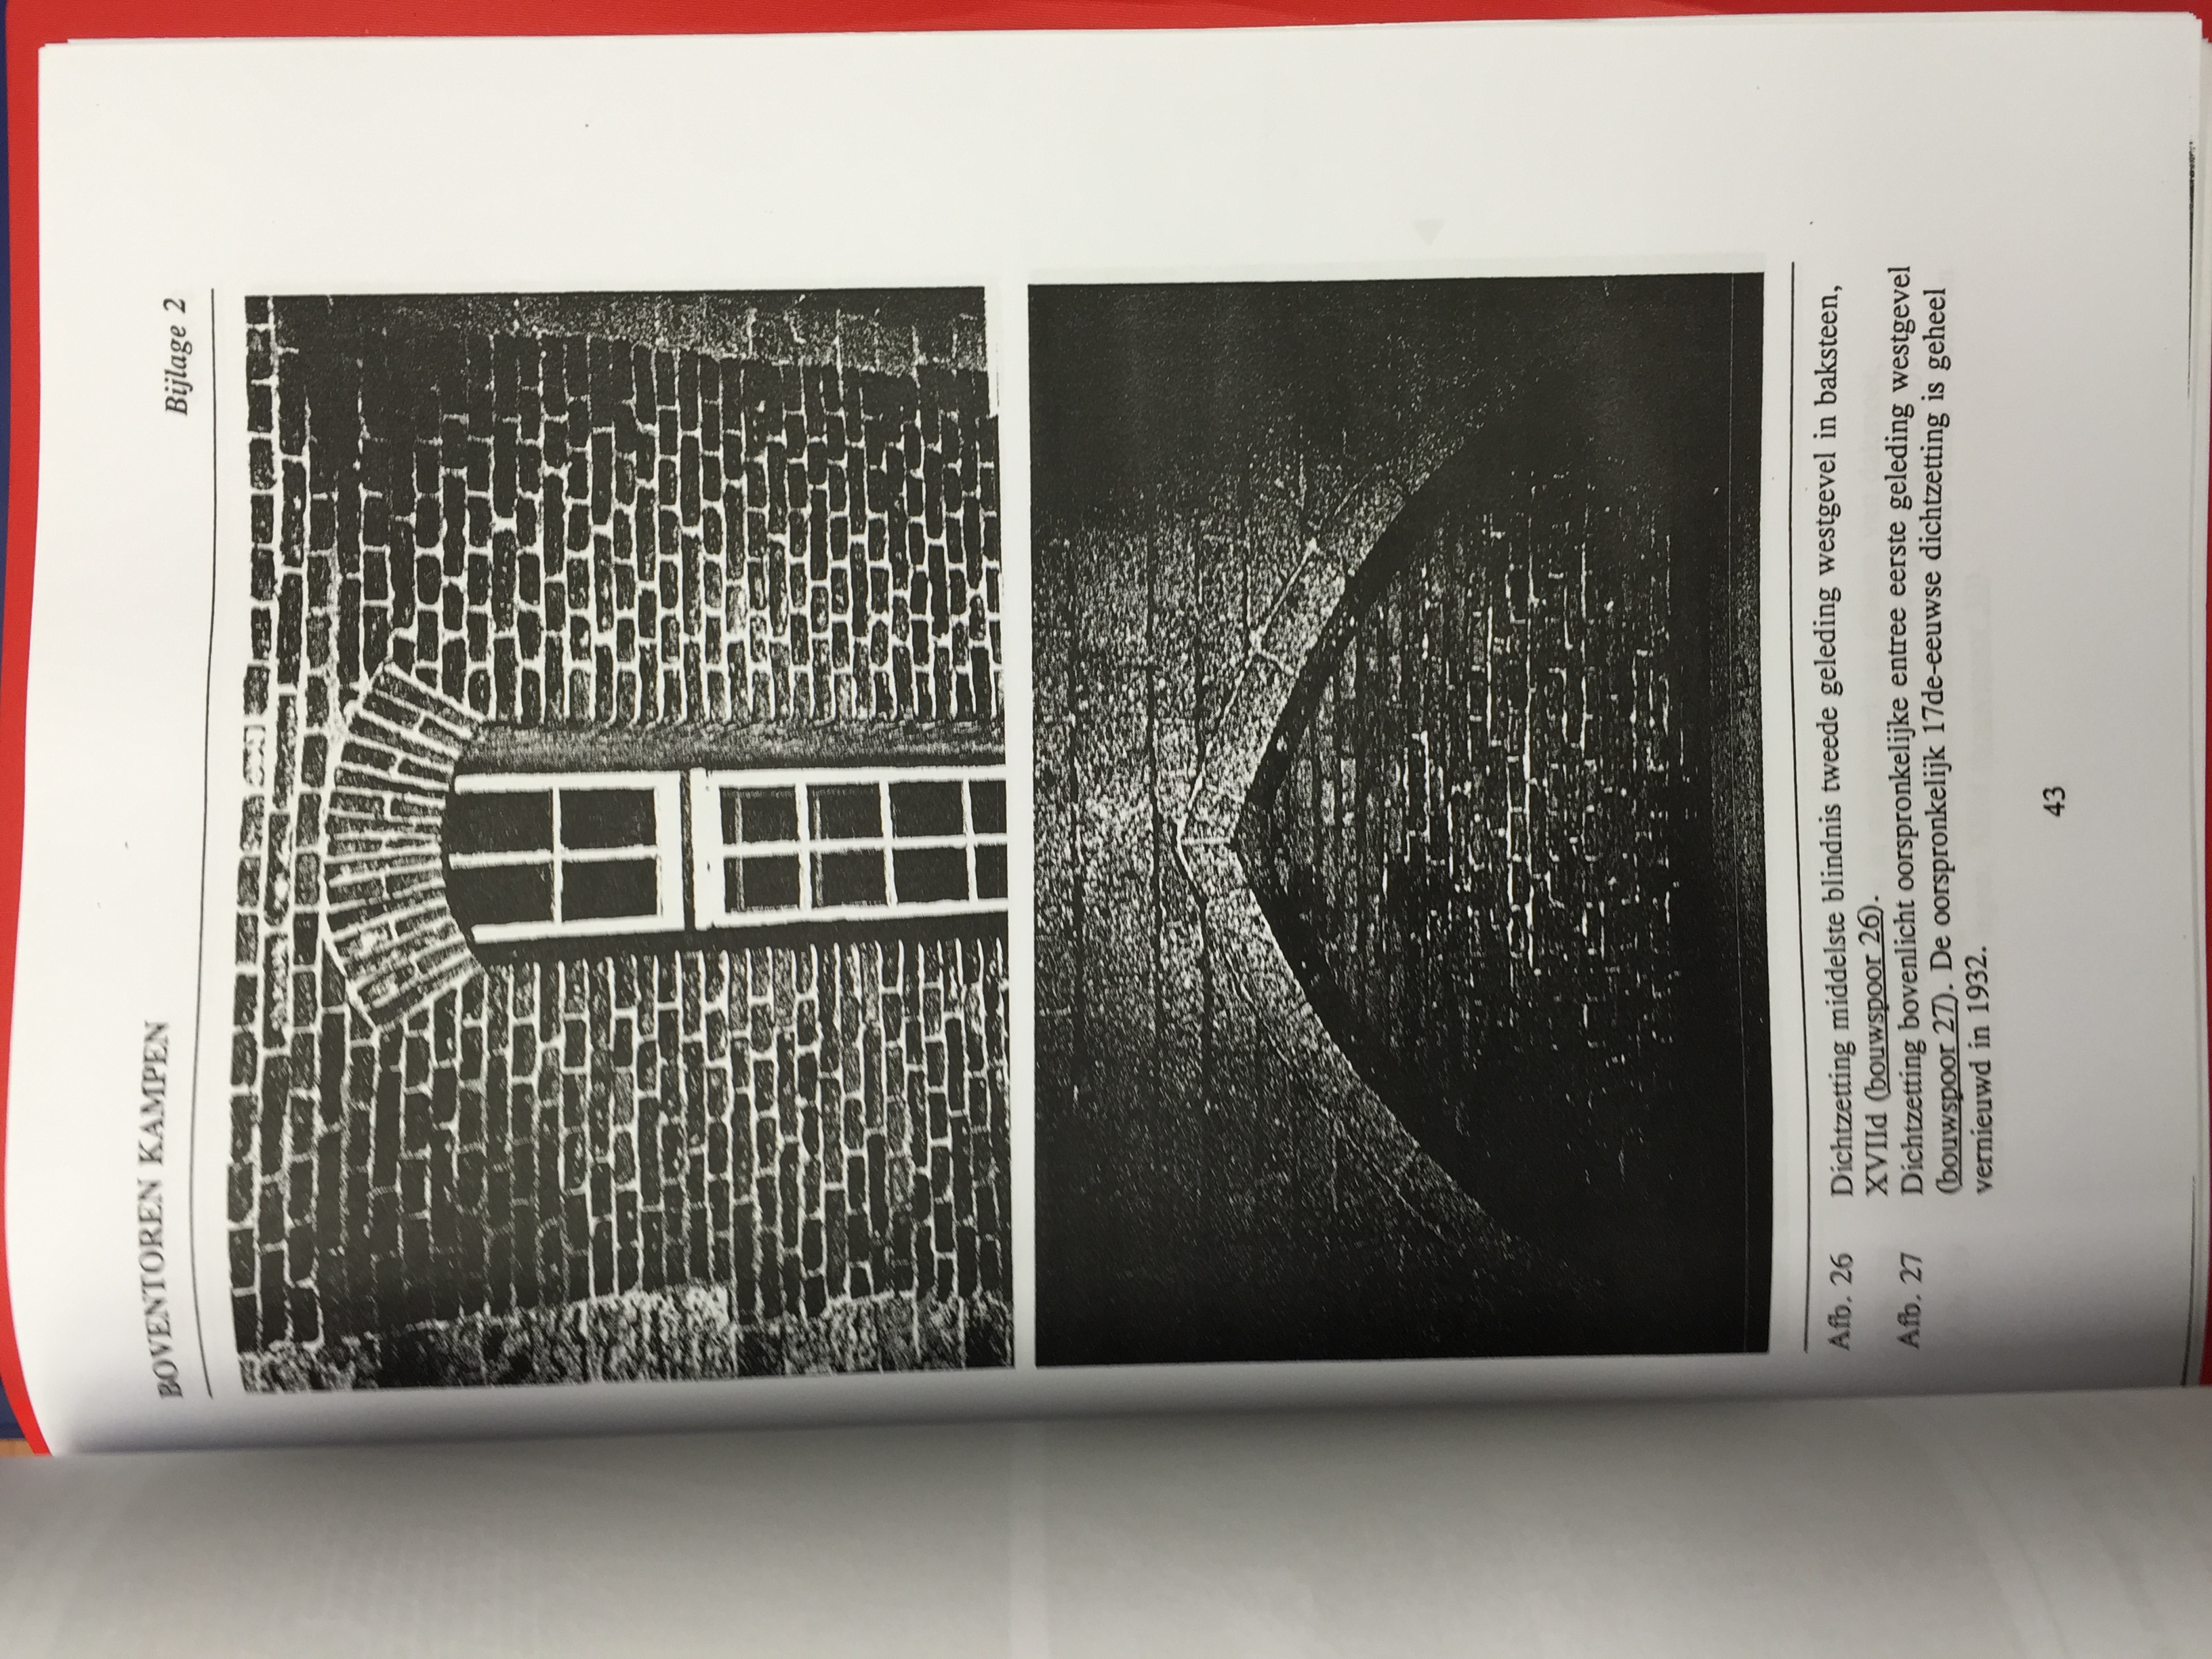 BOVENTOREN KAMPEN Bijlage 2
Afb. 26 Dichtzetting middelste blindnis tweede geleding westgevel in baksteen,
XVIId (bouwspoor 26).
Afb. 27 Dichtzetting bovenlicht oorspronkelijke entree eerste geleding westgevel
(bouwspoor 27). De oorspronkelijk 17de-eeuwse dichtzetting is geheel
vernieuwd in 1932.
43